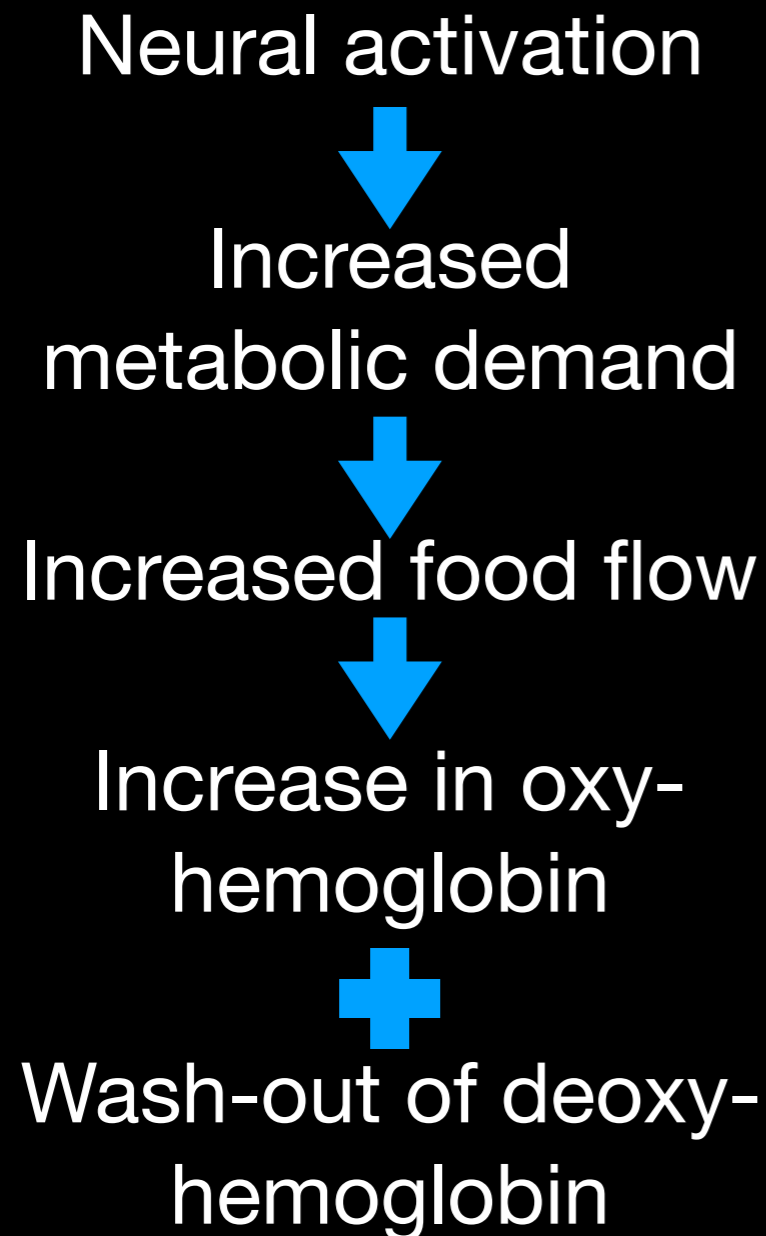 Neural activation
Increased
metabolic demand
Increased food flow
Increase in oxy-
hemoglobin
Wash-out of deoxy-
hemoglobin